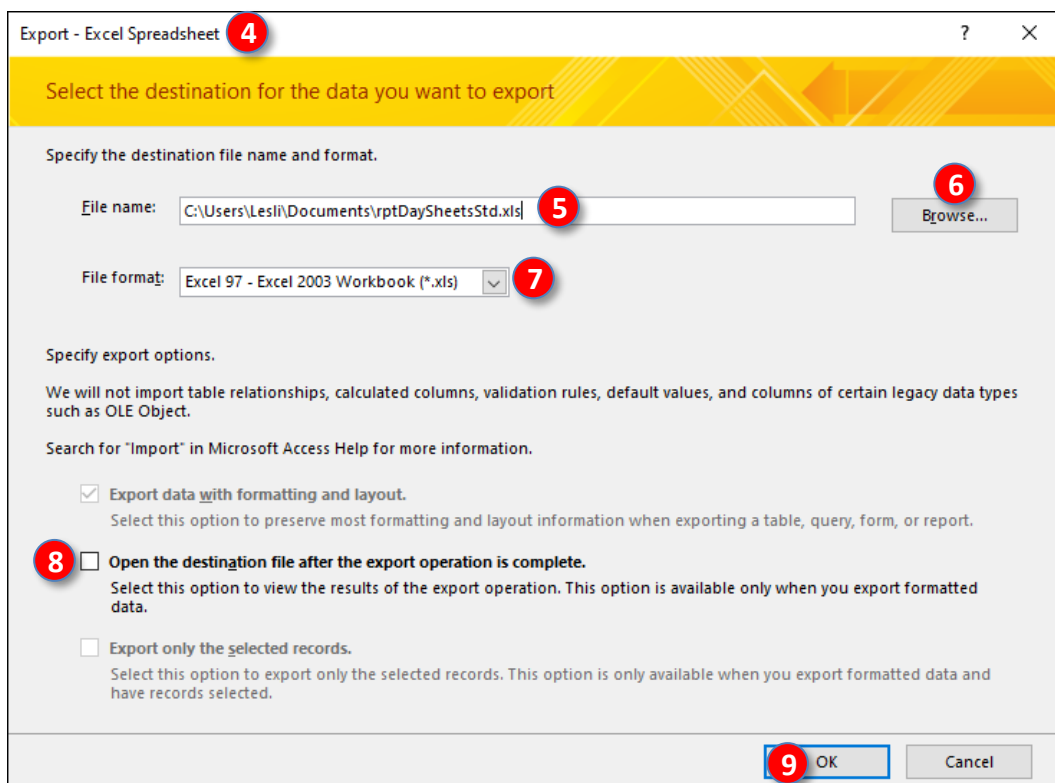 Export - Excel Spreadsheet 4 ?
Select the destination for the data you want to export
Specify the destination file name and format.
6
File name: C:\Users\Lesli\Documents\rptDaySheetsStd.xls 5 Browse...
File format: Excel 97 - Excel 2003 Workbook (*.xls) 7
Specify export options.
We will not import table relationships, calculated columns, validation rules, default values, and columns of certain legacy data types
such as OLE Object.
Search for "Import" in Microsoft Access Help for more information.
Export data with formatting and layout.
Select this option to preserve most formatting and layout information when exporting a table, query, form, or report.
8 Open the destination file after the export operation is complete.
Select this option to view the results of the export operation. This option is available only when you export formatted
data.
Export only the selected records.
Select this option to export only the selected records. This option is only available when you export formatted data and
have records selected.
9 OK Cancel